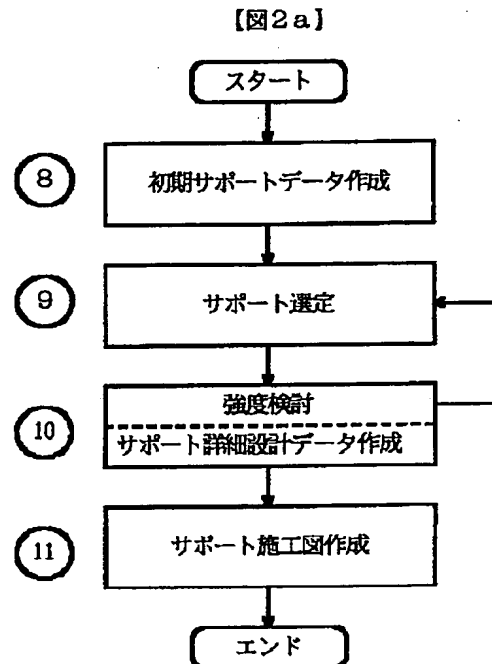 【図2a】
スタート
8
初期サポートデータ作成
9
サポート選定
強度検討
10
サポート詳細設計データ作成
11
サポート施工図作成
エンド